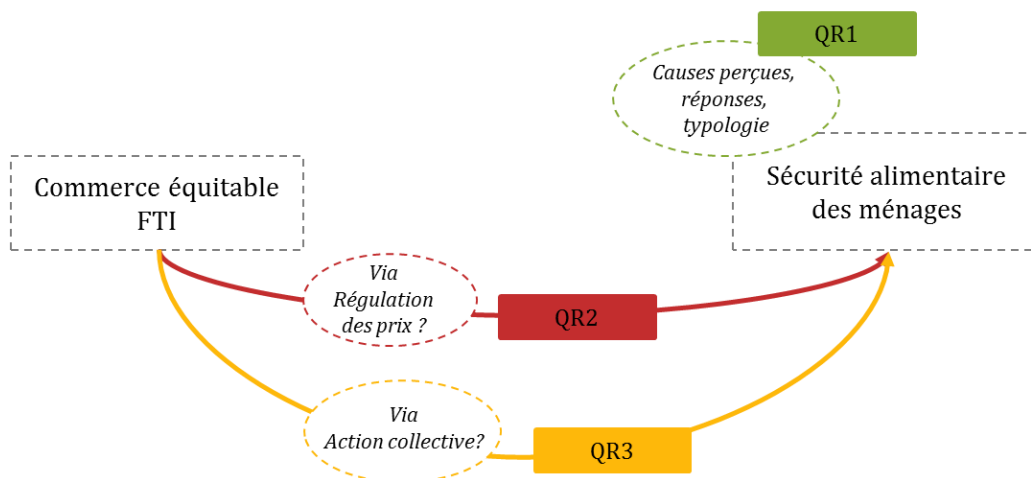 QR1
Causes perçues,
réponses,
typologie
Commerce équitable
FTI
Sécurité alimentaire
des ménages
Via
Régulation
des prix ?
QR2
Via
Action collective?
QR3